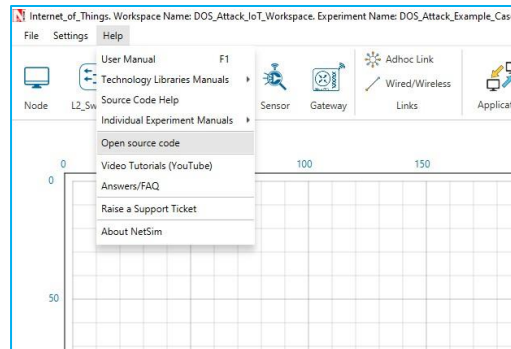 Internet_of_Things. Workspace Name: DOS_Attack_IoT_Workspace. Experiment Name: DOS_Attack_Example_Cas
File Settings Help
User Manual F1
Technology Libraries Manuals
Source Code Help
Individual Experiment Manuals
Open source code
Video Tutorials (YouTube)
Answers/FAQ
Raise a Support Ticket
About NetSim
Node L2_Sw Sensor Gateway
Adhoc Link
Wired/Wireless
Links
Applicat
0 100 150
0
50